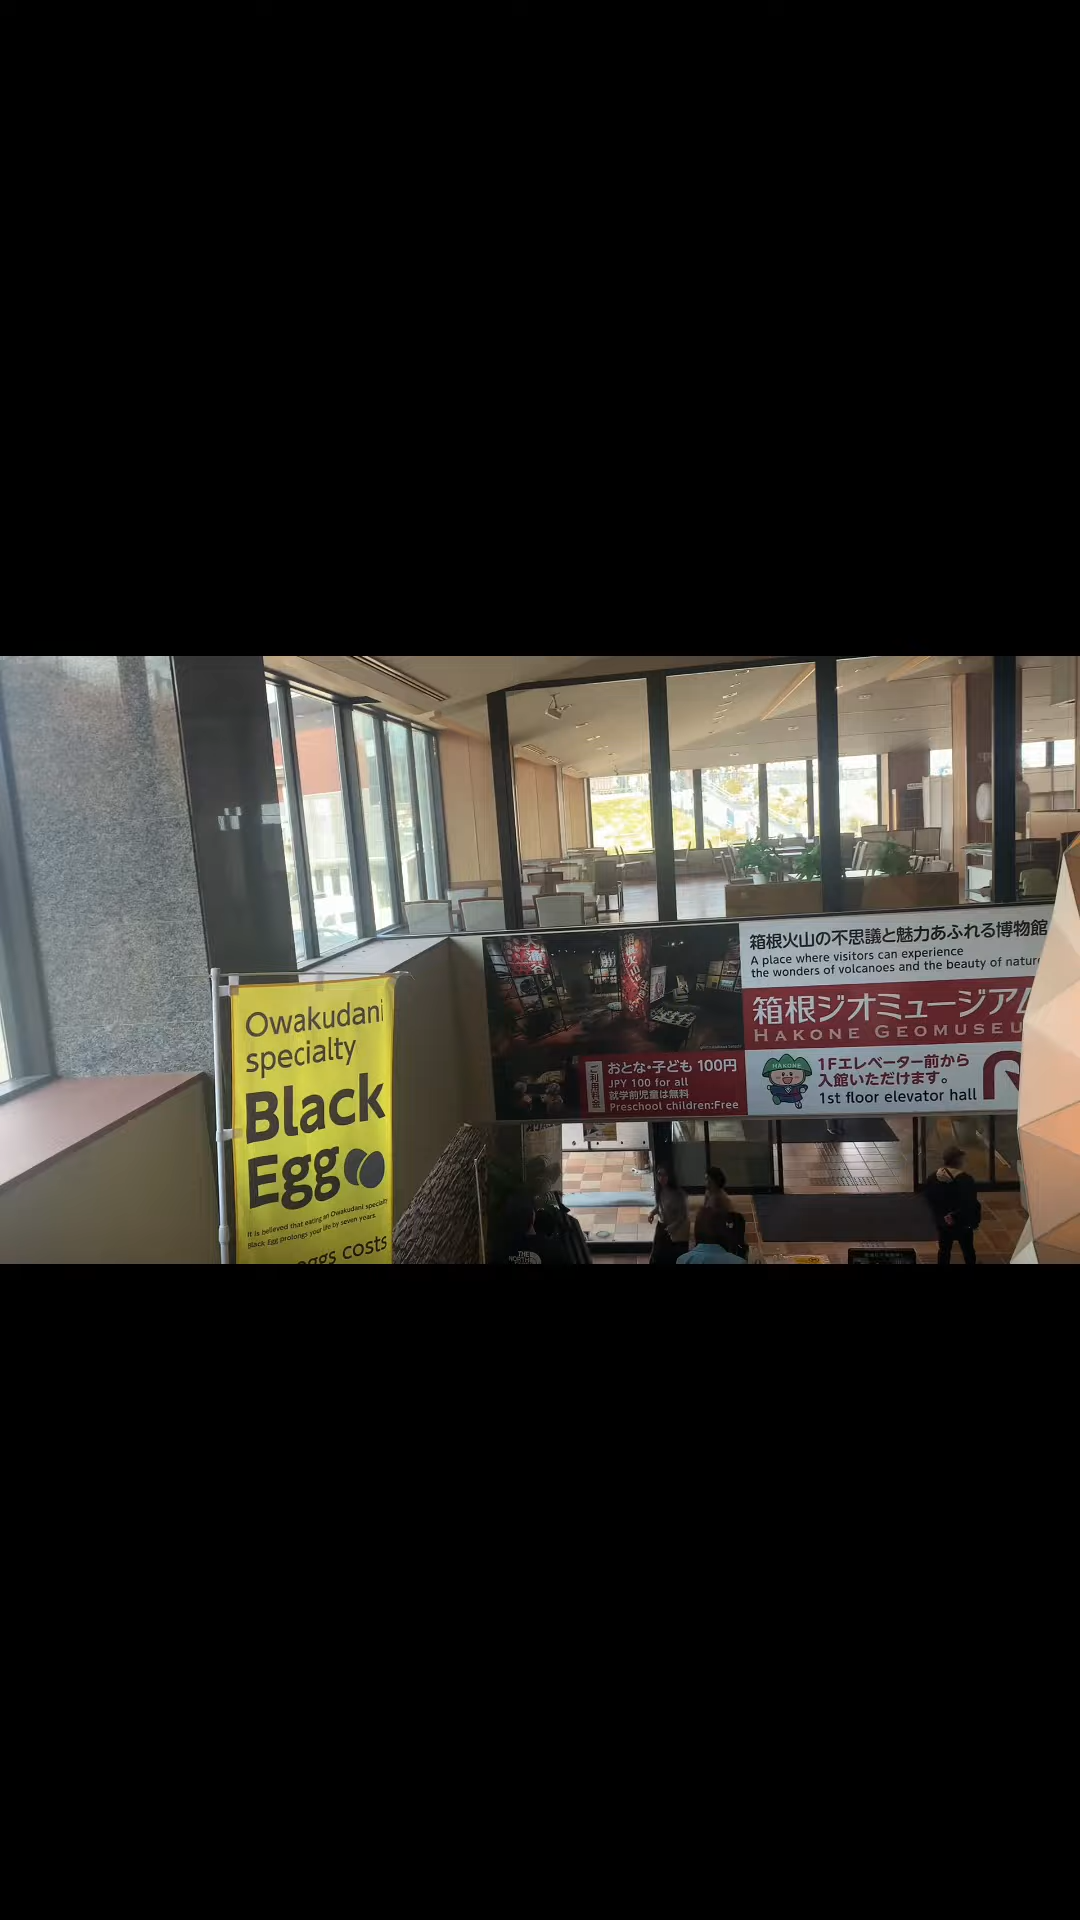 Owakudani
specialty
Black
Egg
It is believed that eating an Owakudani specialty
Black Egg prolongs your life by seven years.
eggs costs
箱根火山の不思議と魅力あふれる博物館
A place where visitors can experience
the wonders of volcanoes and the beauty of nature
箱根ジオミュージアム
HAKONE GEOMUSEU
ご利用料金
おとな・子ども 100円
JPY 100 for all
就学前児童は無料
Preschool children:Free
HAKONE
1Fエレベーター前から
入館いただけます。
1st floor elevator hall
THE
NORTH